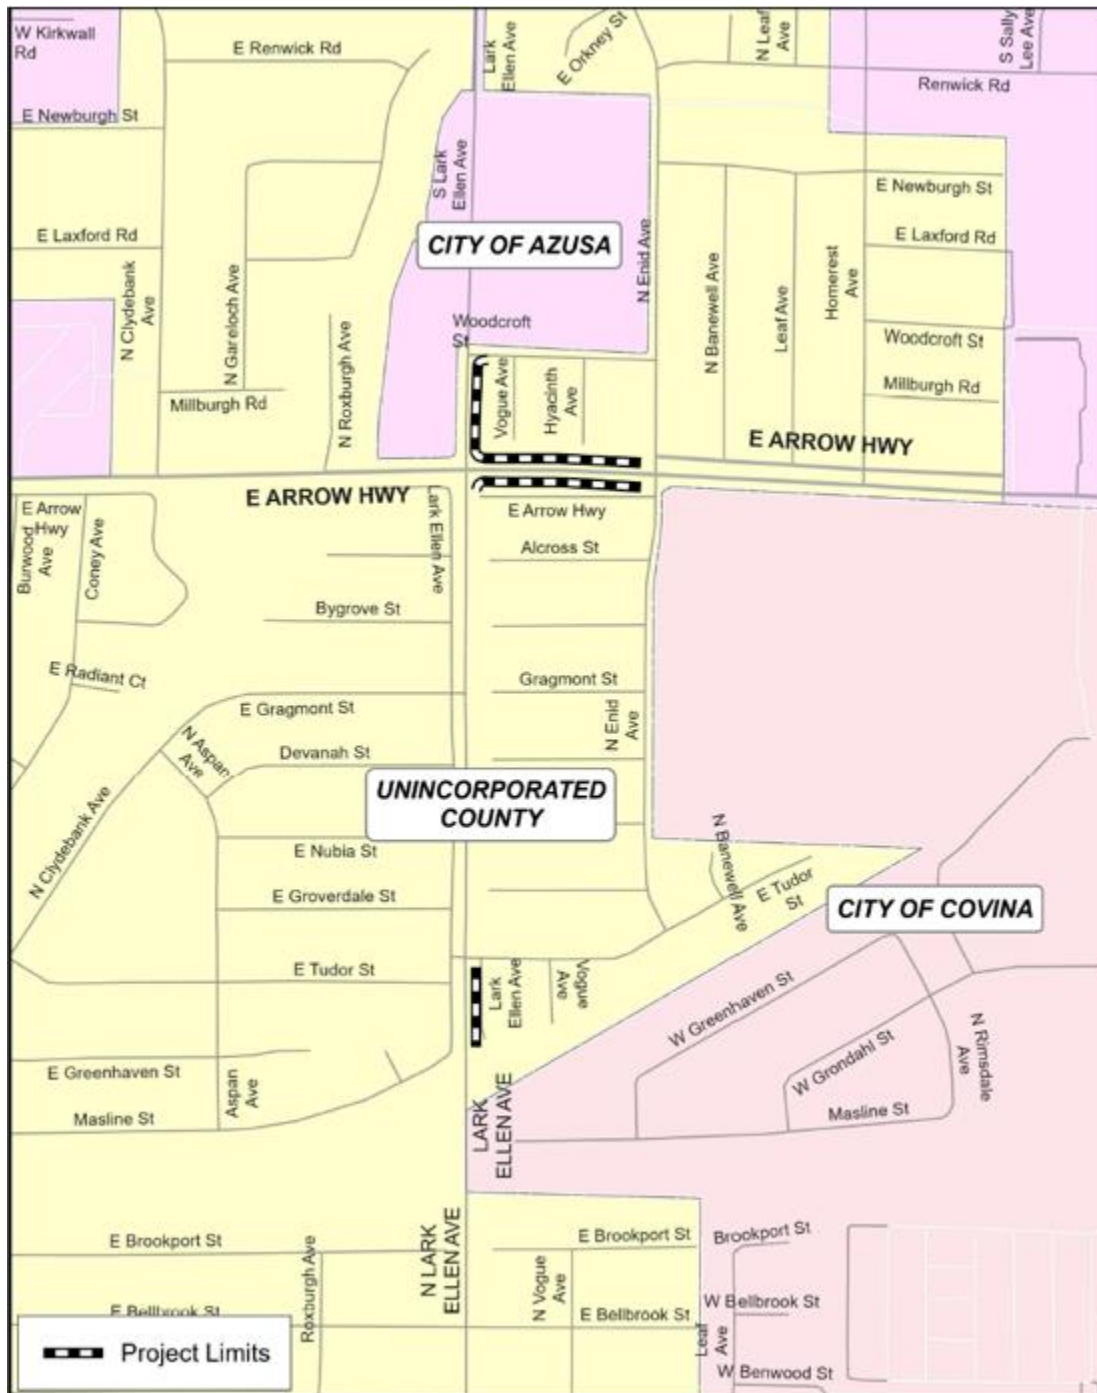 W Kirkwall
Rd
E Renwick Rd
Lark
Ellen Ave
E Orkney St
N Leaf
Ave
S Sally
Lee Ave
Renwick Rd
E Newburgh St
S Lark
Ellen Ave
E Newburgh St
E Laxford Rd
CITY OF AZUSA
E Laxford Rd
N Clydebank
Ave
N Gareloch Ave
N Roxburgh Ave
Woodcroft
St
N Enid Ave
N Banewell Ave
Leaf Ave
Homerest
Ave
Woodcroft St
Millburgh Rd
Vogue Ave
Hyacinth
Ave
Millburgh Rd
E ARROW HWY
E ARROW HWY
E Arrow
Hwy
Burwood
Ave
Coney Ave
Lark Ellen Ave
E Arrow Hwy
Alcross St
Bygrove St
E Radiant Ct
Gragmont St
E Gragmont St
N Enid
Ave
N Aspan
Ave
Devanah St
UNINCORPORATED
COUNTY
N Clydebank Ave
E Nubia St
N Banewell Ave
E Groverdale St
E Tudor
St
CITY OF COVINA
E Tudor St
Lark
Ellen Ave
Vogue
Ave
W Greenhaven St
W Grondahl St
N Rimsdale
Ave
E Greenhaven St
Aspan
Ave
Masline St
LARK
ELLEN AVE
Masline St
E Brookport St
Roxburgh Ave
N LARK
ELLEN AVE
E Brookport St
Brookport St
N Vogue
Ave
E Bellbrook St
E Bellbrook St
W Bellbrook St
Leaf
Ave
W Benwood St
Project Limits